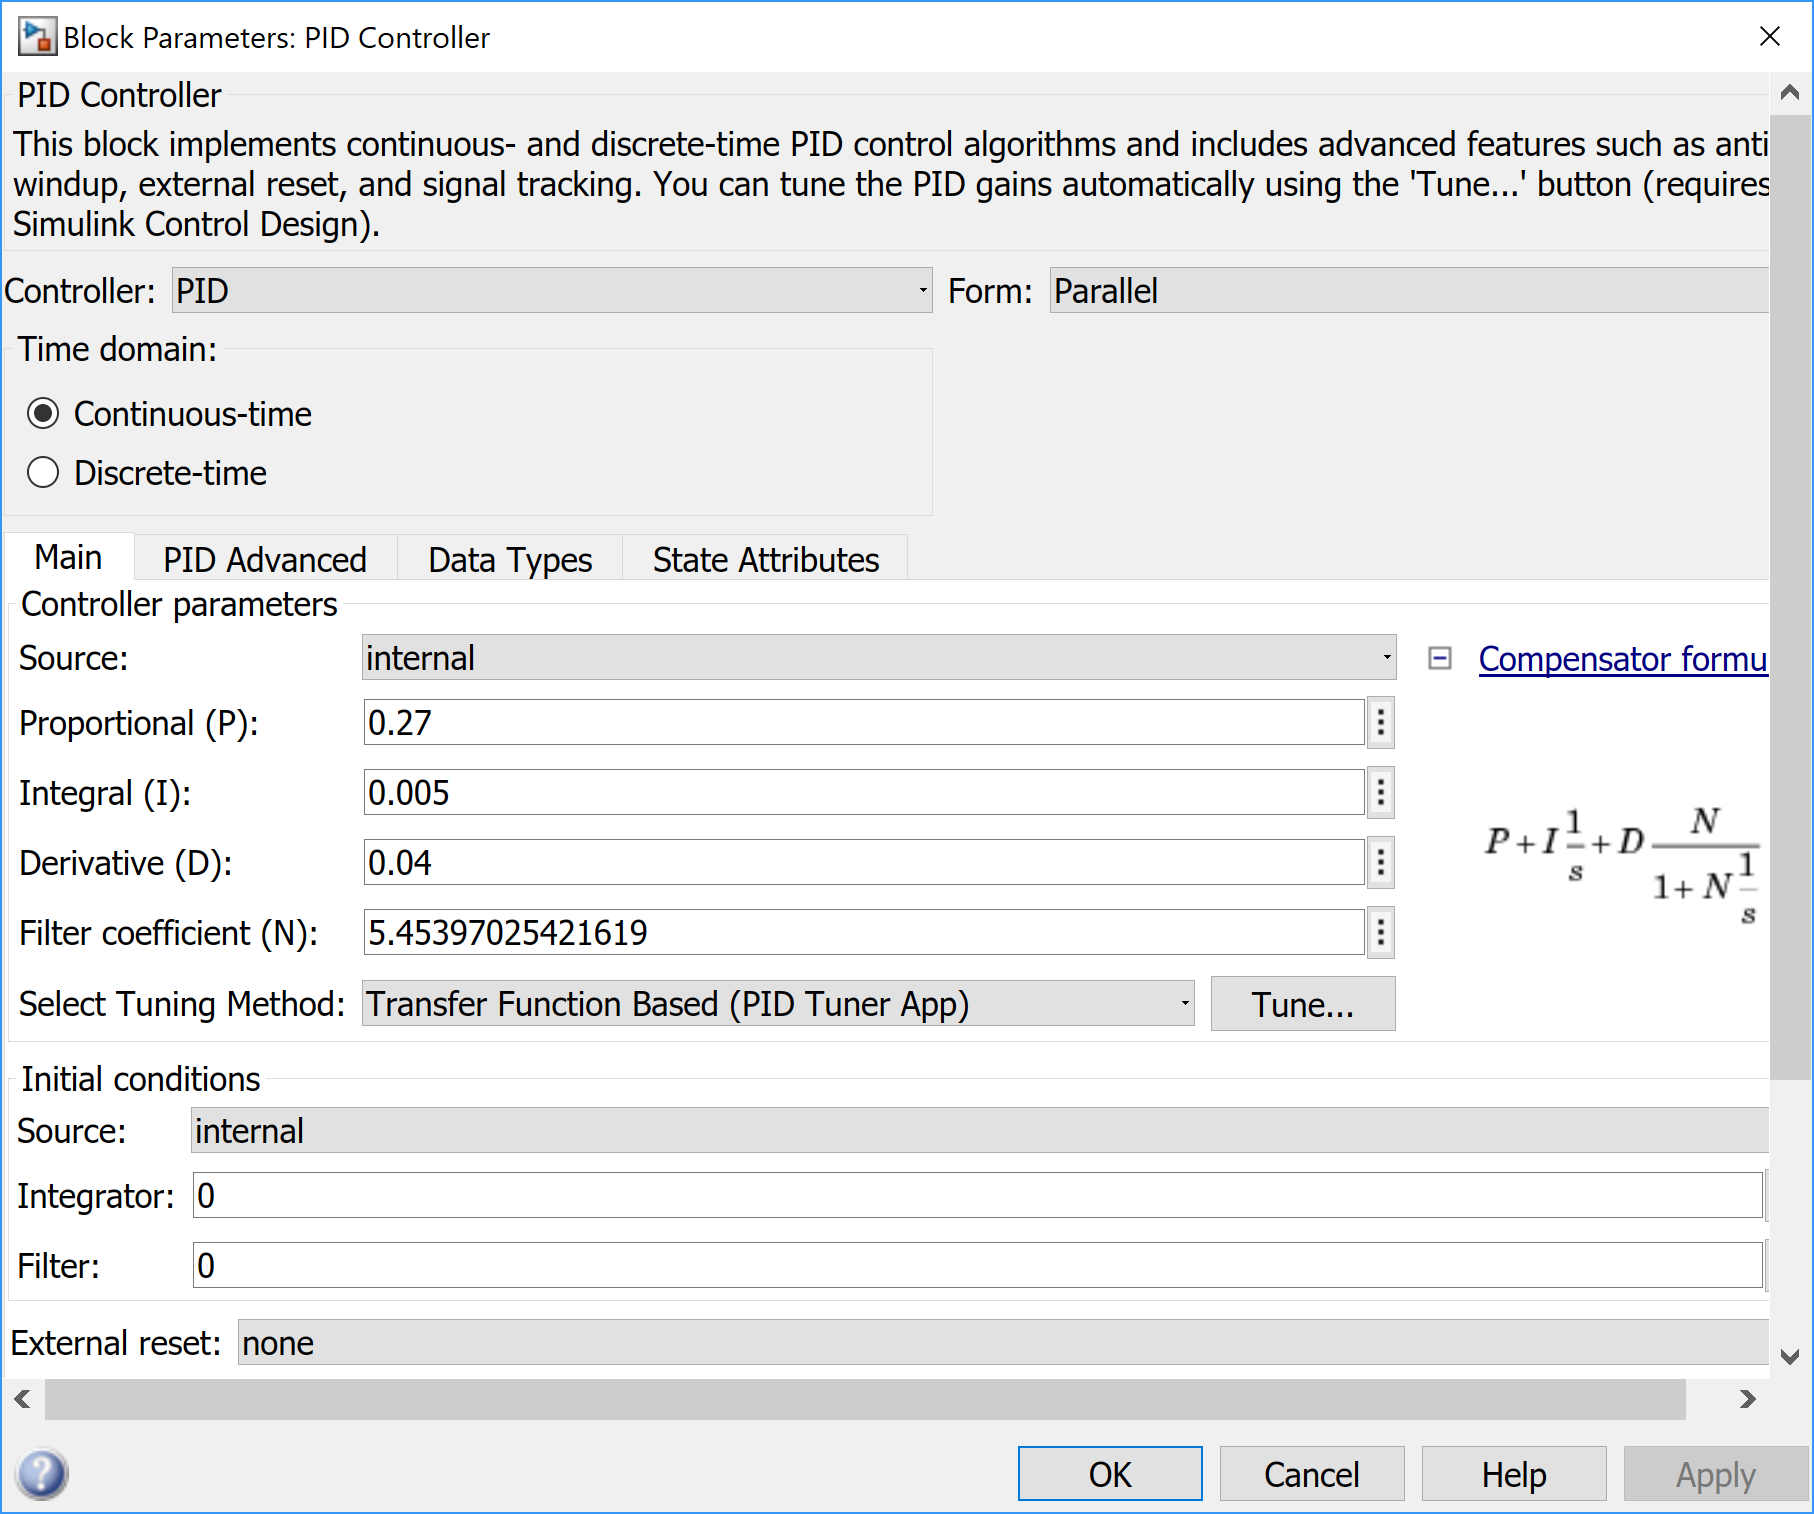 Block Parameters: PID Controller
PID Controller
This block implements continuous- and discrete-time PID control algorithms and includes advanced features such as anti
windup, external reset, and signal tracking. You can tune the PID gains automatically using the 'Tune...' button (requires
Simulink Control Design).
Controller: PID Form: Parallel
Time domain:
Continuous-time
Discrete-time
Main PID Advanced Data Types State Attributes
Controller parameters
Source: internal Compensator formu
Proportional (P): 0.27
Integral (I): 0.005
Derivative (D): 0.04
P + I 1/s + D N/(1 + N 1/s)
Filter coefficient (N): 5.45397025421619
Select Tuning Method: Transfer Function Based (PID Tuner App) Tune...
Initial conditions
Source: internal
Integrator: 0
Filter: 0
External reset: none
? OK Cancel Help Apply